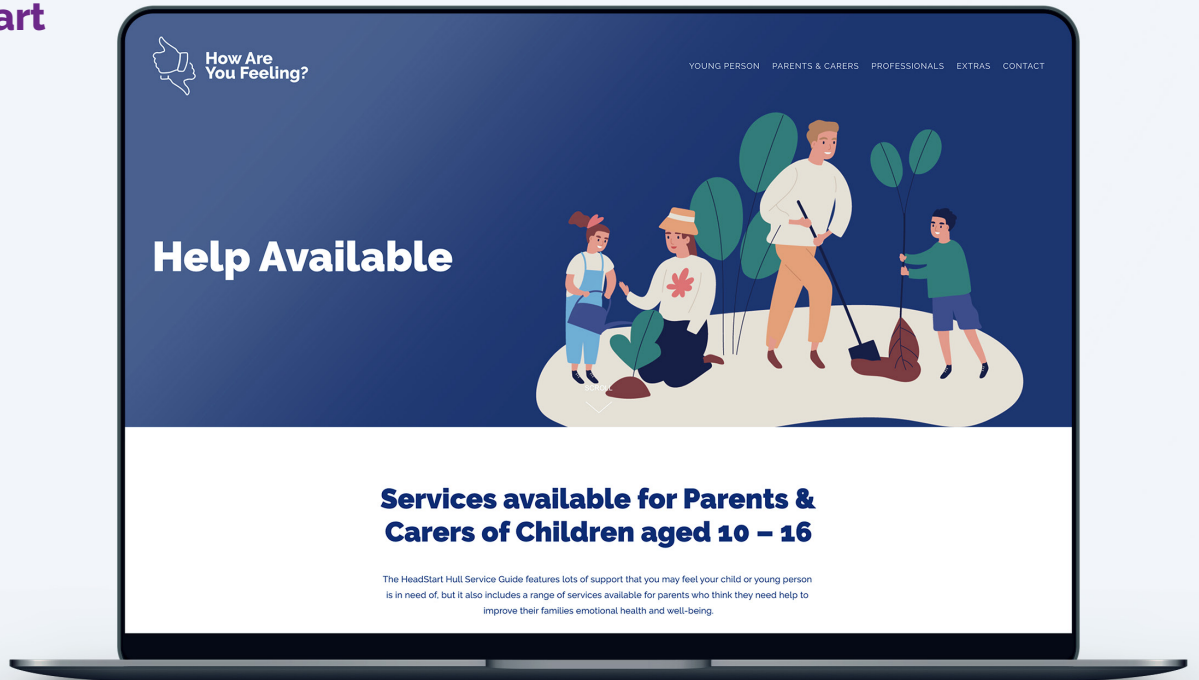 art
How Are
You Feeling?
YOUNG PERSON PARENTS & CARERS PROFESSIONALS EXTRAS CONTACT
Help Available
Services available for Parents &
Carers of Children aged 10 – 16
The HeadStart Hull Service Guide features lots of support that you may feel your child or young person
is in need of, but it also includes a range of services available for parents who think they need help to
improve their families emotional health and well-being.